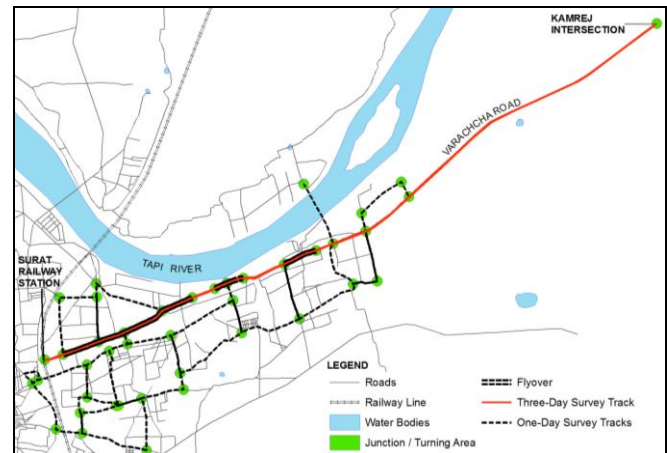 KAMREJ
INTERSECTION
VARACHCHA ROAD
TAPI RIVER
SURAT
RAILWAY
STATION
LEGEND
Roads
Railway Line
Water Bodies
Junction / Turning Area
Flyover
Three-Day Survey Track
One-Day Survey Tracks